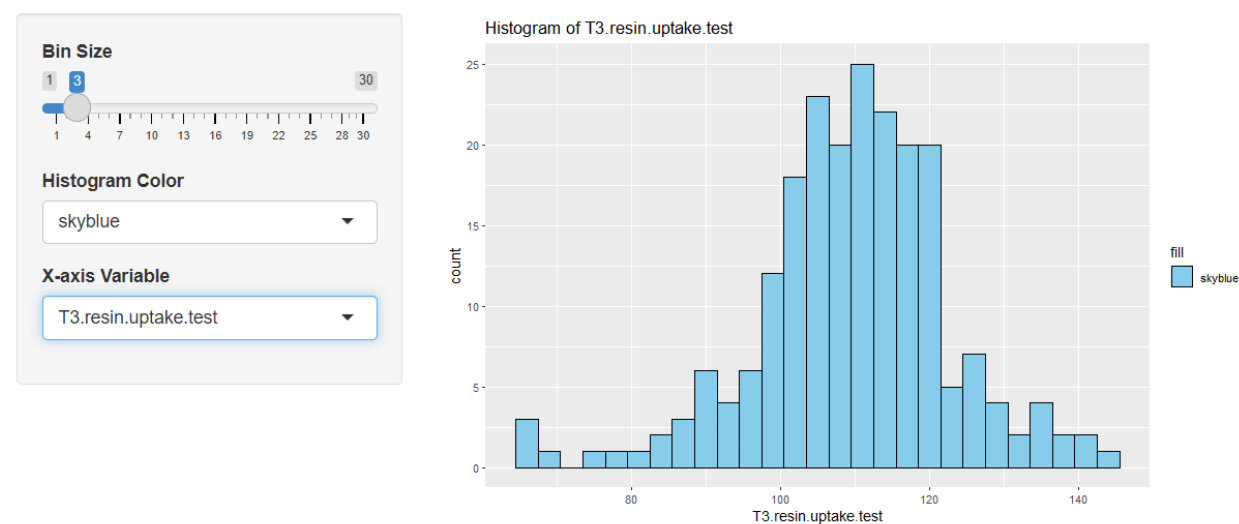 Bin Size
1 3 30
1 4 7 10 13 16 19 22 25 28 30
Histogram Color
skyblue
X-axis Variable
T3.resin.uptake.test
Histogram of T3.resin.uptake.test
25
20
15
10
5
0
count
80 100 120 140
T3.resin.uptake.test
fill
skyblue